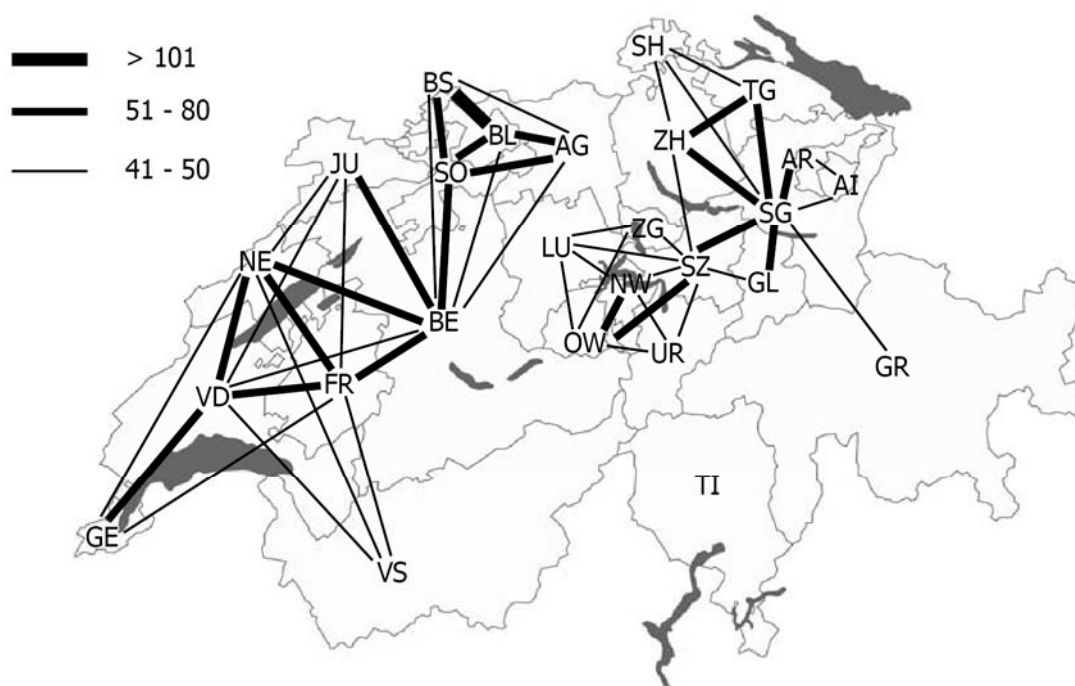 > 101
51 - 80
41 - 50
SH
BS
TG
BL
ZH
AG
JU
SO
AR
AI
SG
ZG
LU
NE
SZ
NW
GL
BE
OW
UR
GR
FR
VD
TI
GE
VS